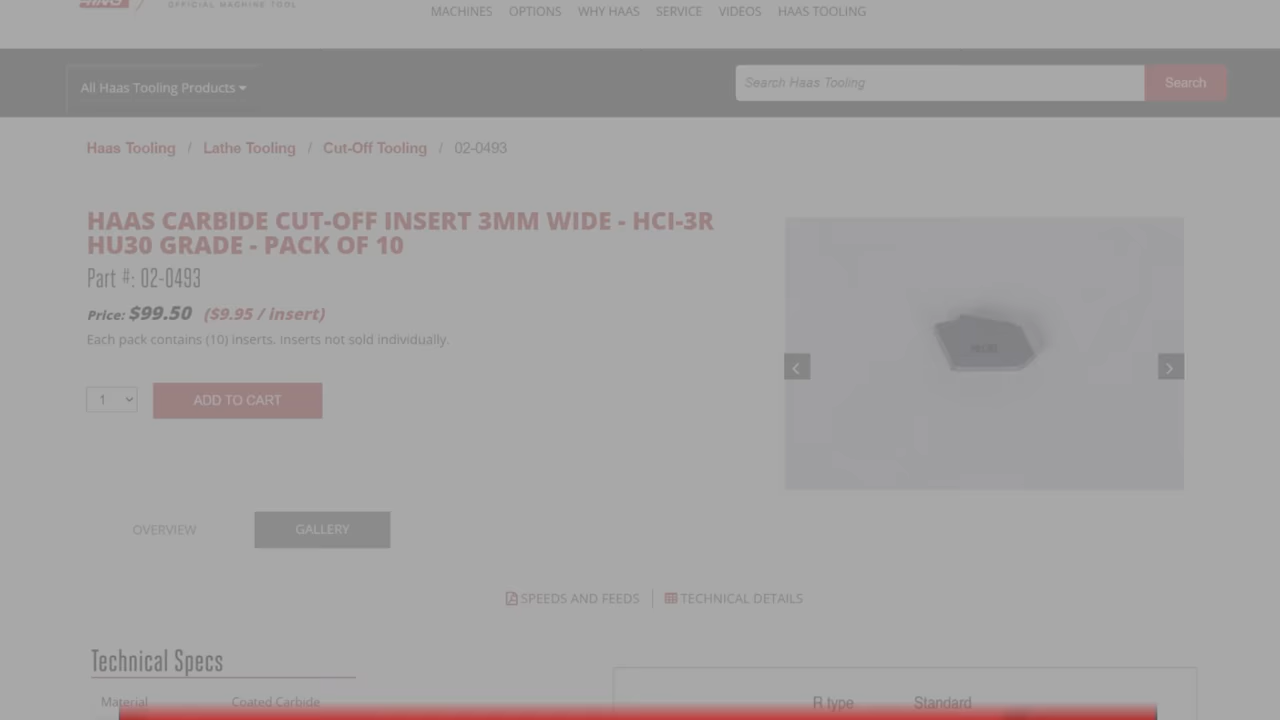 OFFICIAL MACHINE TOOL
MACHINES OPTIONS WHY HAAS SERVICE VIDEOS HAAS TOOLING
All Haas Tooling Products
Search Haas Tooling
Search
Haas Tooling / Lathe Tooling / Cut-Off Tooling / 02-0493
HAAS CARBIDE CUT-OFF INSERT 3MM WIDE - HCI-3R
HU30 GRADE - PACK OF 10
Part #: 02-0493
Price: $99.50 ($9.95 / insert)
Each pack contains (10) inserts. Inserts not sold individually.
1
ADD TO CART
OVERVIEW
GALLERY
SPEEDS AND FEEDS
TECHNICAL DETAILS
Technical Specs
Material Coated Carbide
R type Standard